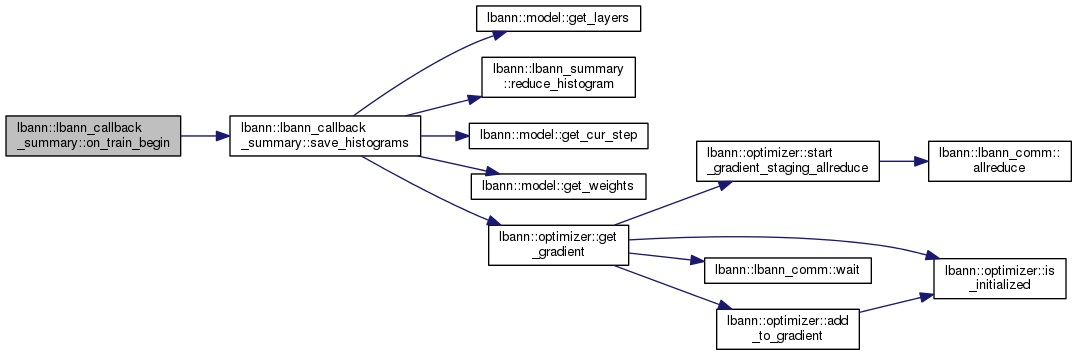 lbann::lbann_callback
_summary::on_train_begin
lbann::lbann_callback
_summary::save_histograms
lbann::model::get_layers
lbann::lbann_summary
::reduce_histogram
lbann::model::get_cur_step
lbann::model::get_weights
lbann::optimizer::get
_gradient
lbann::optimizer::start
_gradient_staging_allreduce
lbann::lbann_comm::wait
lbann::optimizer::add
_to_gradient
lbann::lbann_comm::
allreduce
lbann::optimizer::is
_initialized